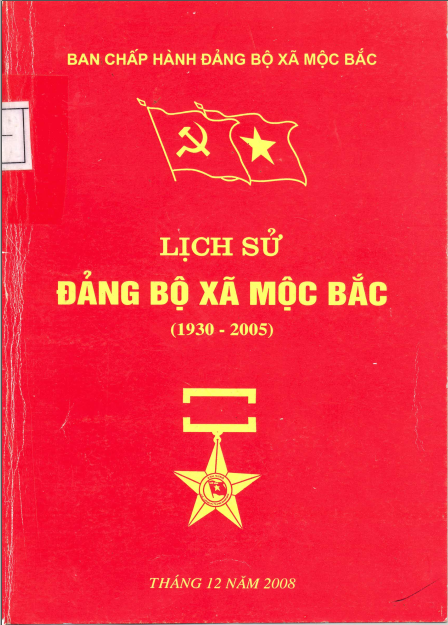 BAN CHẤP HÀNH ĐẢNG BỘ XÃ MỘC BẮC
LỊCH SỬ
ĐẢNG BỘ XÃ MỘC BẮC
(1930 - 2005)
THÁNG 12 NĂM 2008